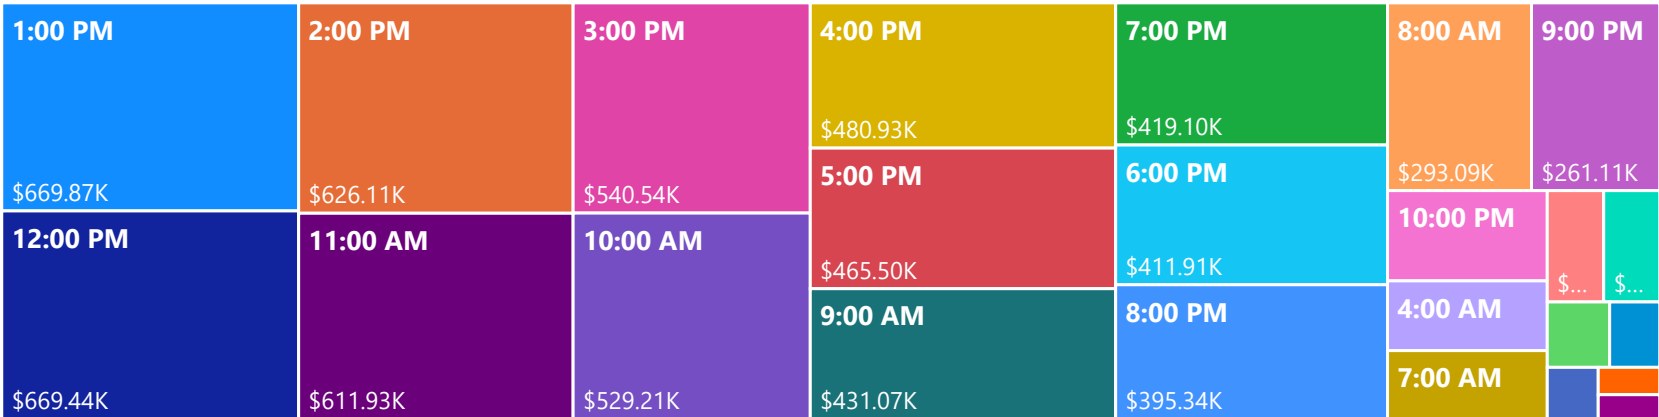 1:00 PM
$669.87K
12:00 PM
$669.44K
2:00 PM
$626.11K
11:00 AM
$611.93K
3:00 PM
$540.54K
10:00 AM
$529.21K
4:00 PM
$480.93K
5:00 PM
$465.50K
9:00 AM
$431.07K
7:00 PM
$419.10K
6:00 PM
$411.91K
8:00 PM
$395.34K
8:00 AM
$293.09K
9:00 PM
$261.11K
10:00 PM
4:00 AM
7:00 AM
$...
$...